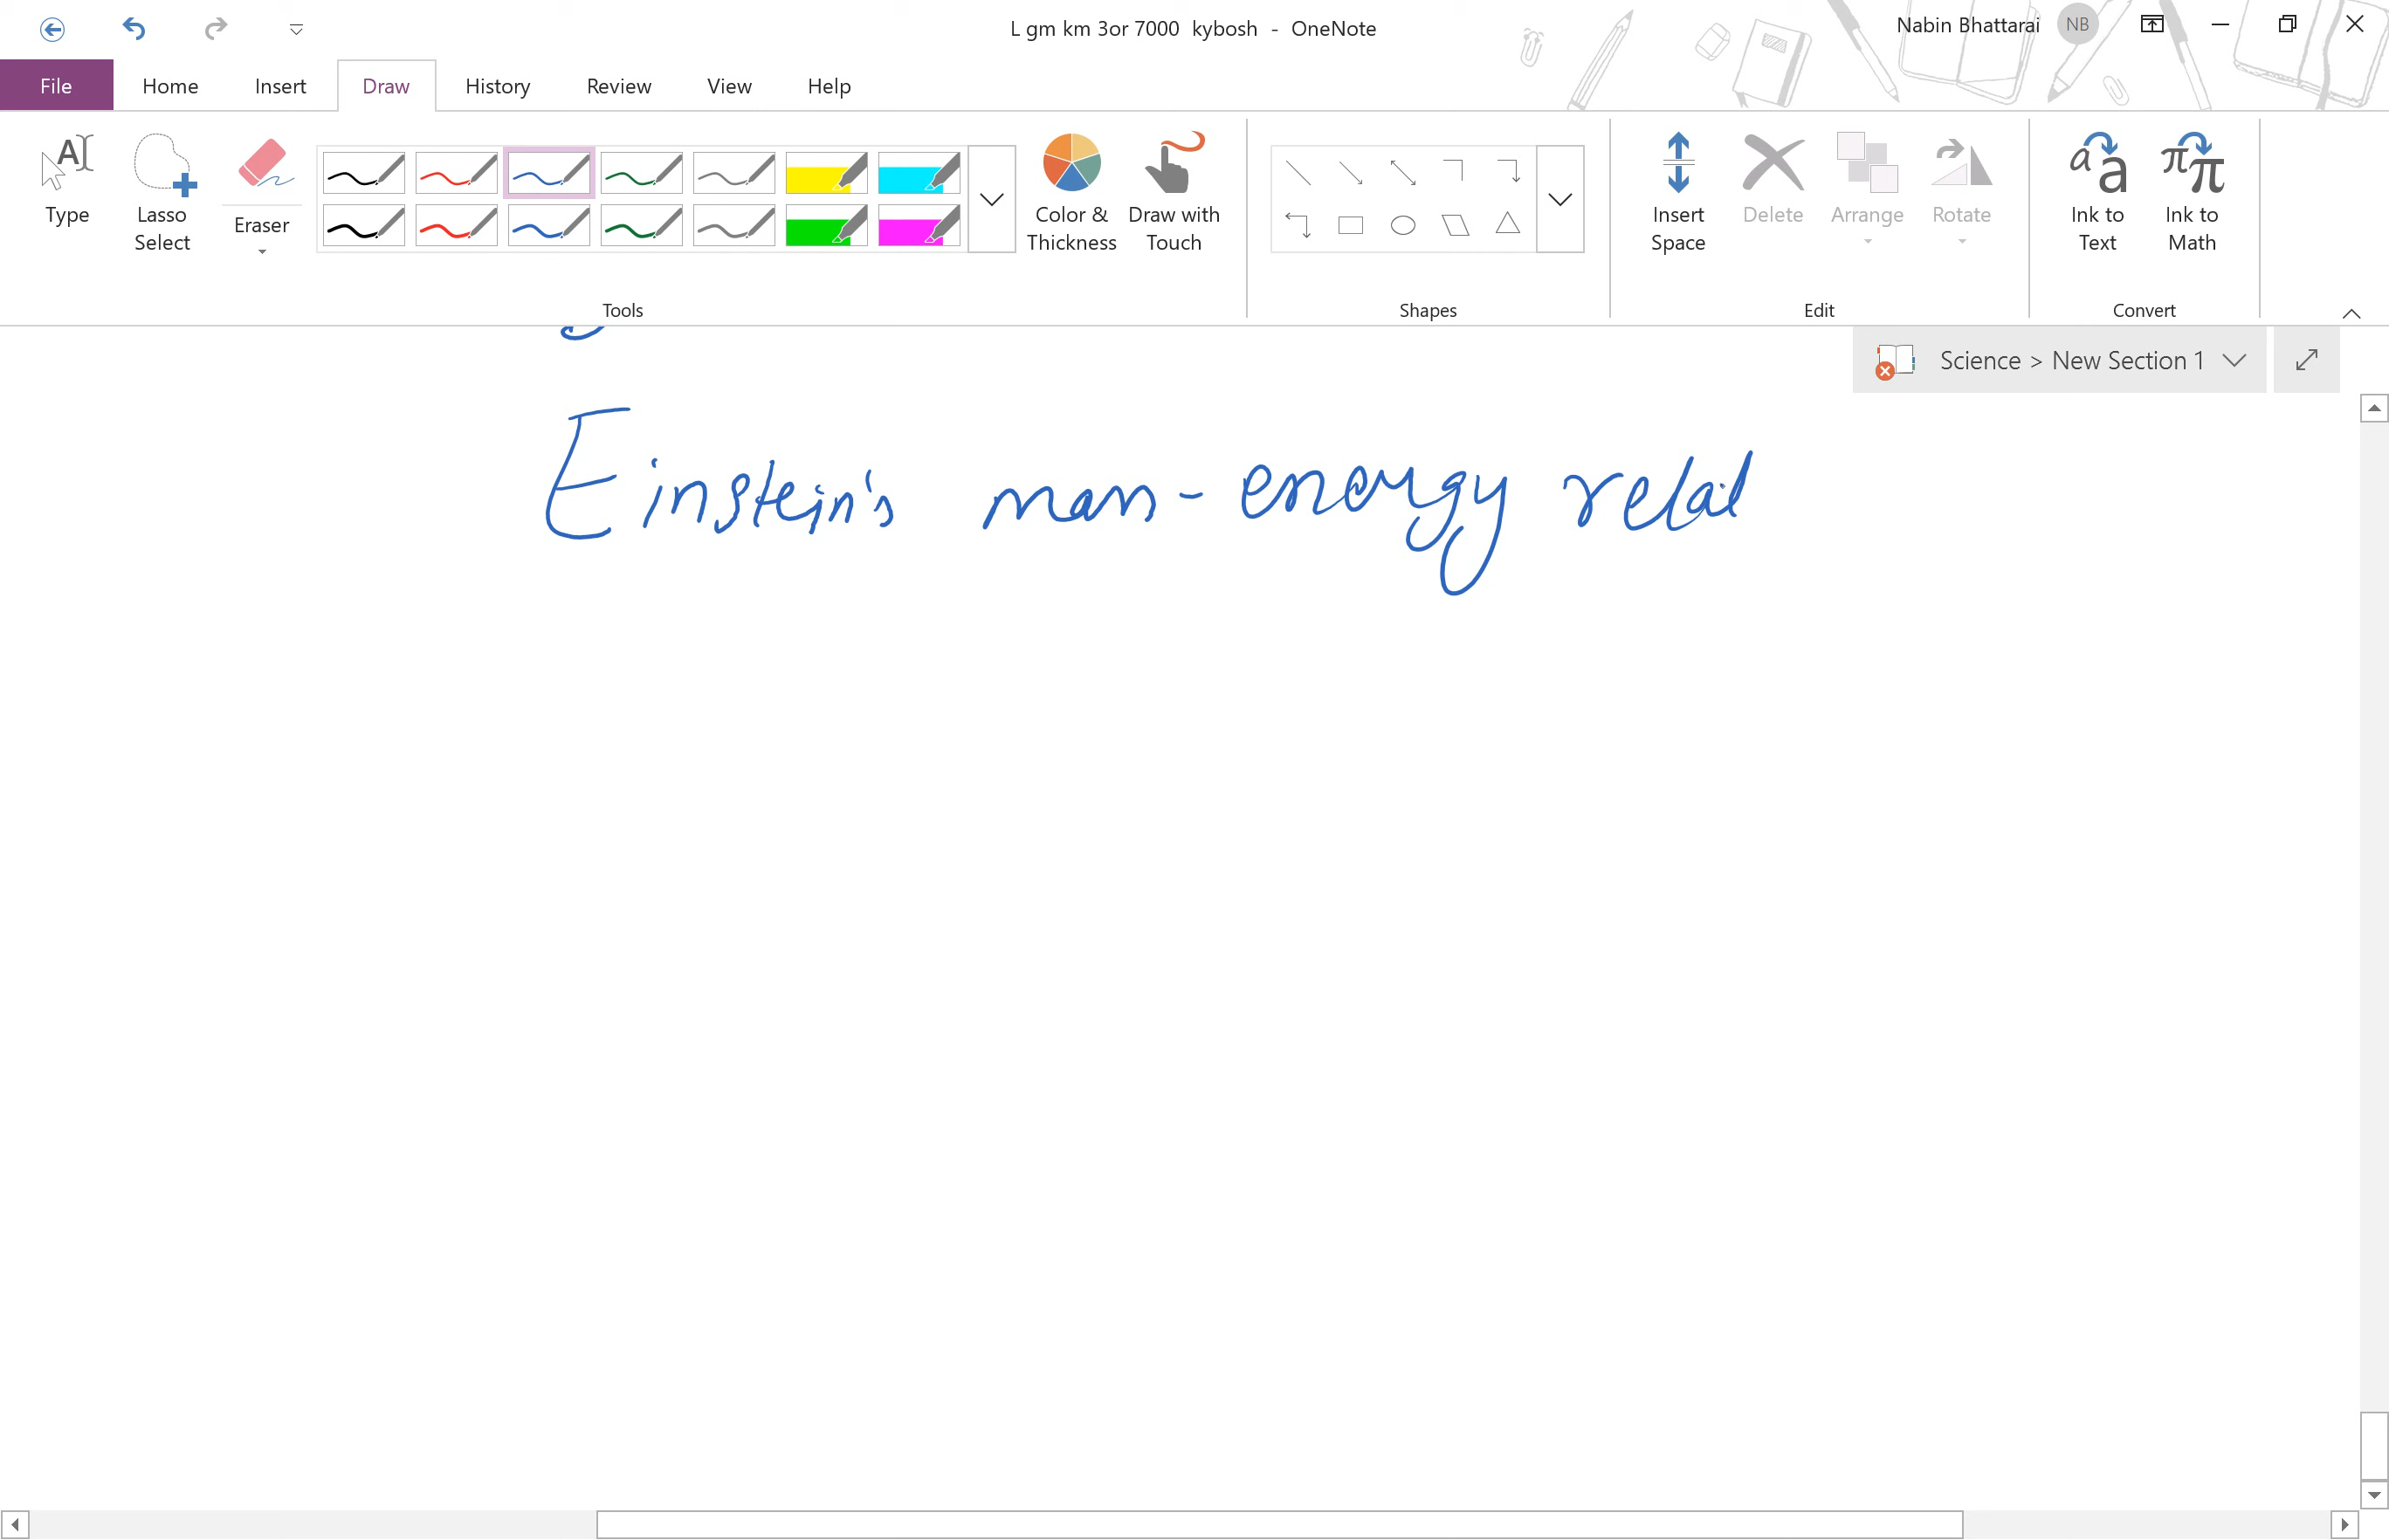 L gm km 3or 7000 kybosh - OneNote
Nabin Bhattarai NB
File Home Insert Draw History Review View Help
Type
Lasso Select
Eraser
Color & Thickness
Draw with Touch
Insert Space
Delete
Arrange
Rotate
Ink to Text
Ink to Math
Tools Shapes Edit Convert
Science > New Section 1
Einstein's mass-energy relat